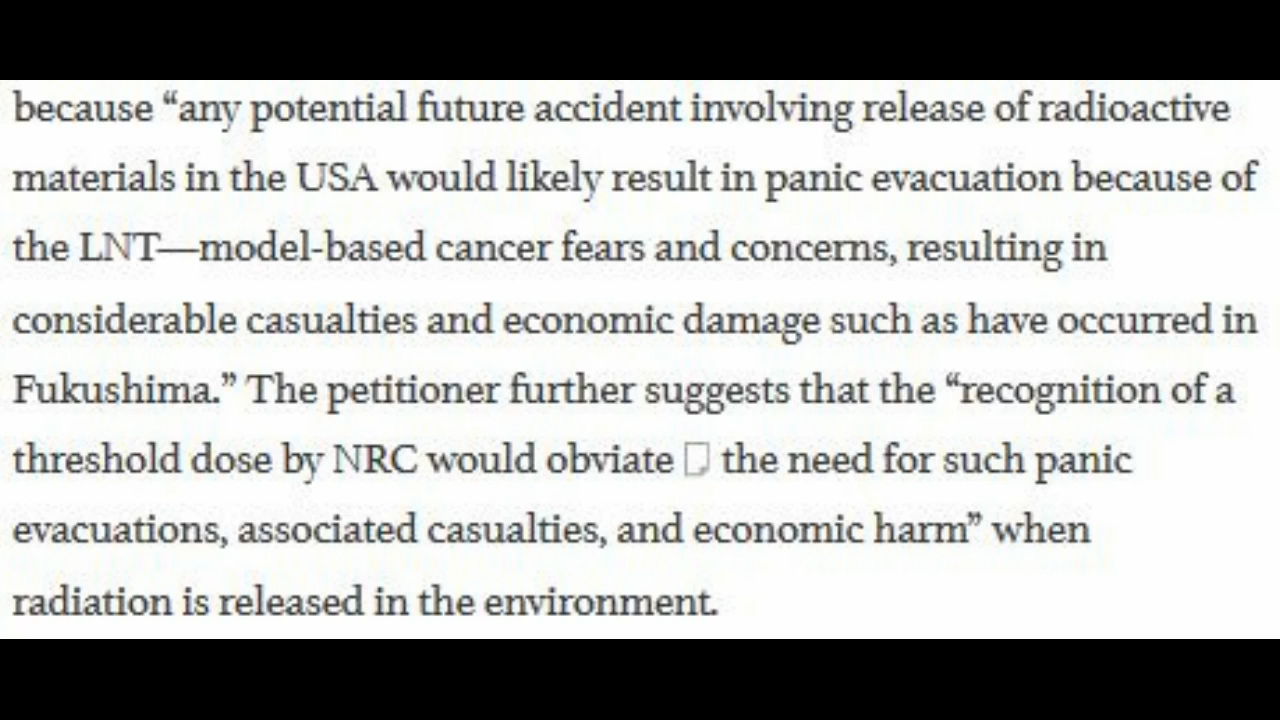 because “any potential future accident involving release of radioactive
materials in the USA would likely result in panic evacuation because of
the LNT—model-based cancer fears and concerns, resulting in
considerable casualties and economic damage such as have occurred in
Fukushima.” The petitioner further suggests that the “recognition of a
threshold dose by NRC would obviate the need for such panic
evacuations, associated casualties, and economic harm” when
radiation is released in the environment.